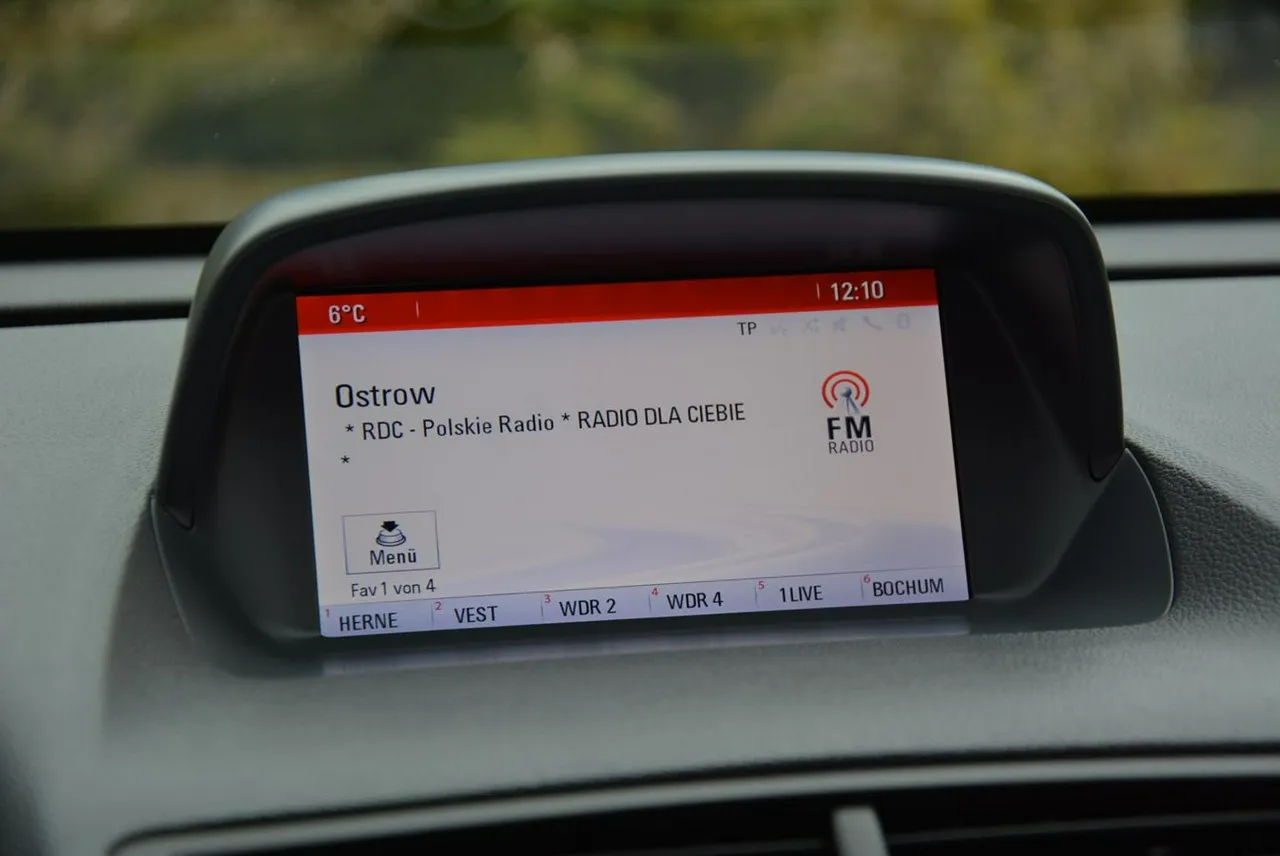 6°C 12:10
TP
Ostrow
* RDC - Polskie Radio * RADIO DLA CIEBIE
*
FM
RADIO
Menü
Fav 1 von 4
1 HERNE 2 VEST 3 WDR 2 4 WDR 4 5 1LIVE 6 BOCHUM